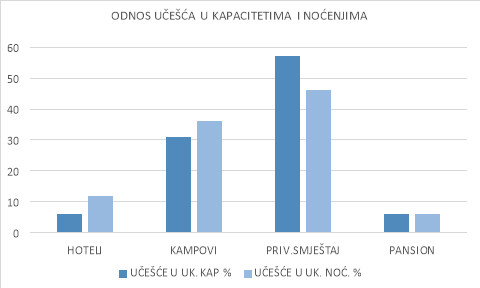 ODNOS UČEŠĆA U KAPACITETIMA I NOĆENJIMA
60
50
40
30
20
10
0
HOTELI KAMPOVI PRIV.SMJEŠTAJ PANSION
UČEŠĆE U UK. KAP % UČEŠĆE U UK. NOĆ. %